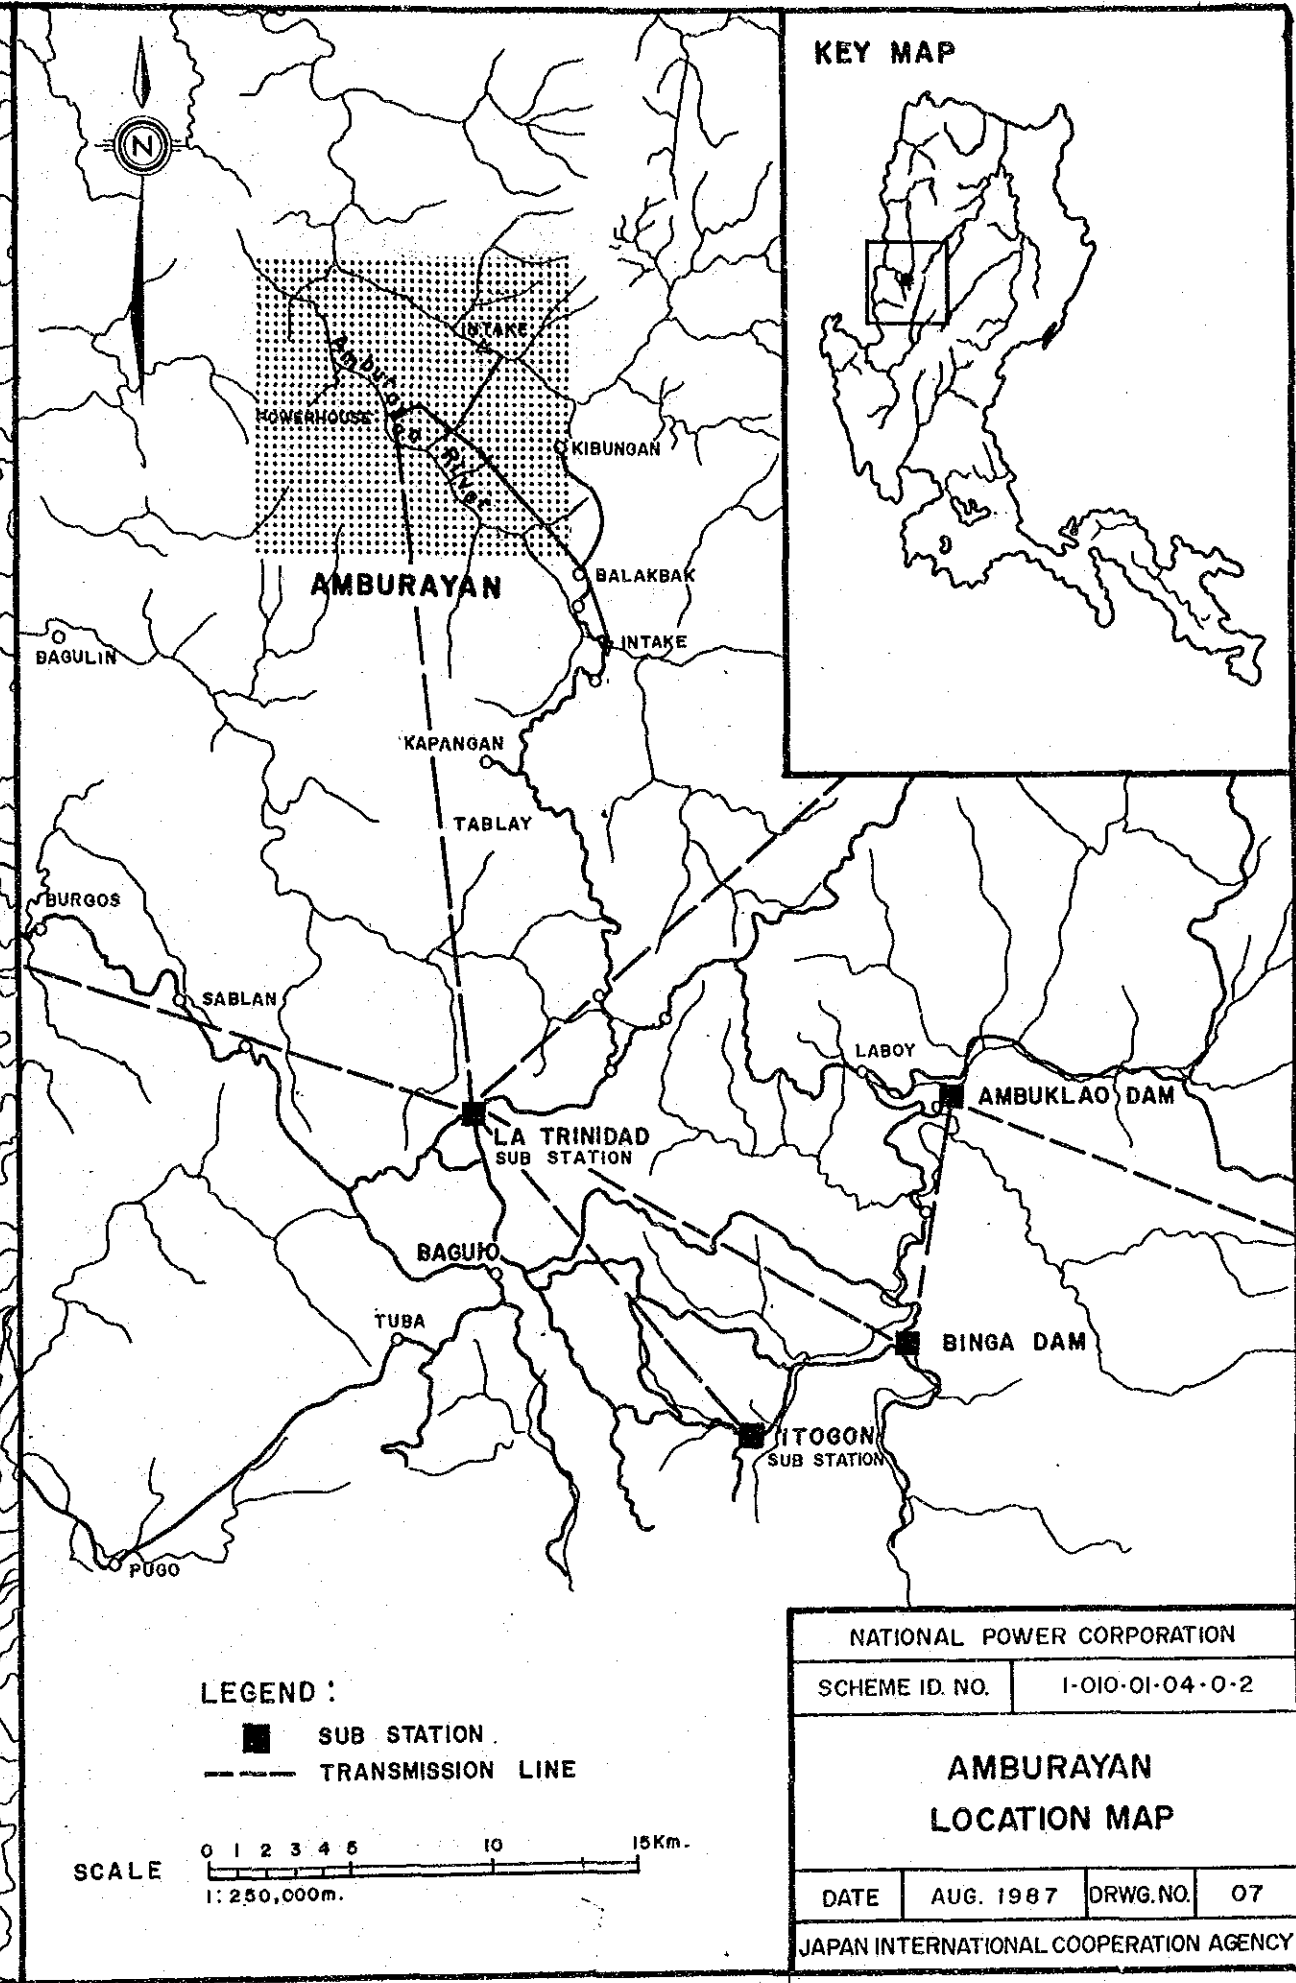 KEY MAP
N
INTAKE
Amburayan River
POWERHOUSE
KIBUNGAN
AMBURAYAN
BALAKBAK
INTAKE
BAGULIN
KAPANGAN
TABLAY
BURGOS
SABLAN
LABOY
AMBUKLAO DAM
LA TRINIDAD
SUB STATION
BAGUIO
TUBA
BINGA DAM
ITOGON
SUB STATION
PUGO
LEGEND :
SUB STATION
TRANSMISSION LINE
SCALE
0 1 2 3 4 5 10 15Km.
1:250,000m.
NATIONAL POWER CORPORATION
SCHEME ID. NO. 1-010-01-04-0-2
AMBURAYAN
LOCATION MAP
DATE AUG. 1987 DRWG. NO. 07
JAPAN INTERNATIONAL COOPERATION AGENCY